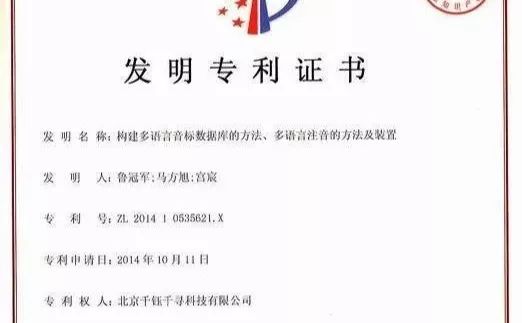 发明专利证书
发明名称：构建多语言音标数据库的方法、多语言注音的方法及装置
发明人：鲁冠军;马方旭;宫宸
专利号：ZL 2014 1 0535621.X
专利申请日：2014年10月11日
专利权人：北京千钰千寻科技有限公司